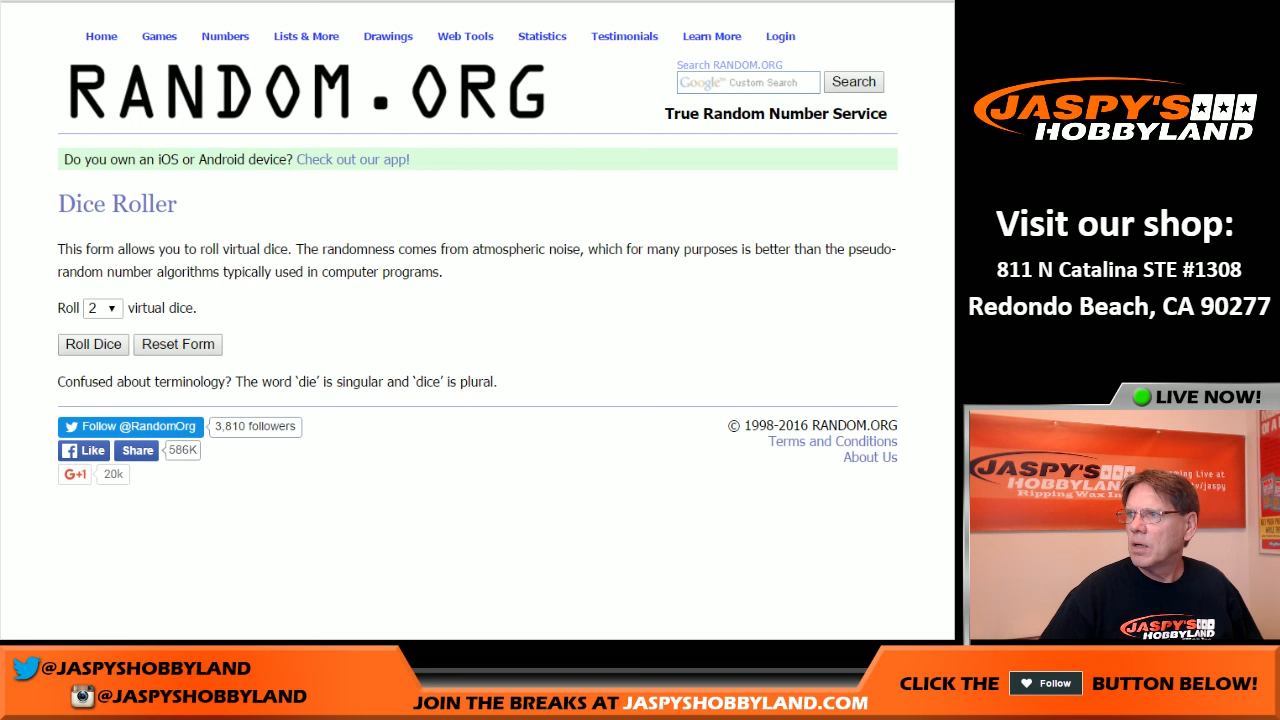 Home Games Numbers Lists & More Drawings Web Tools Statistics Testimonials Learn More Login
RANDOM.ORG
Search RANDOM.ORG
Google™ Custom Search Search
True Random Number Service
Do you own an iOS or Android device? Check out our app!
Dice Roller
This form allows you to roll virtual dice. The randomness comes from atmospheric noise, which for many purposes is better than the pseudo-
random number algorithms typically used in computer programs.
Roll 2 virtual dice.
Roll Dice Reset Form
Confused about terminology? The word ‘die’ is singular and ‘dice’ is plural.
Follow @RandomOrg 3,810 followers
Like Share 586K
G+1 20k
© 1998-2016 RANDOM.ORG
Terms and Conditions
About Us
JASPY'S
HOBBYLAND
Visit our shop:
811 N Catalina STE #1308
Redondo Beach, CA 90277
LIVE NOW!
JASPY'S
HOBBYLAND
Ripping Wax
Live at
JASPY'S
HOBBYLAND
@JASPYSHOBBYLAND
@JASPYSHOBBYLAND
JOIN THE BREAKS AT JASPYSHOBBYLAND.COM
CLICK THE Follow BUTTON BELOW!